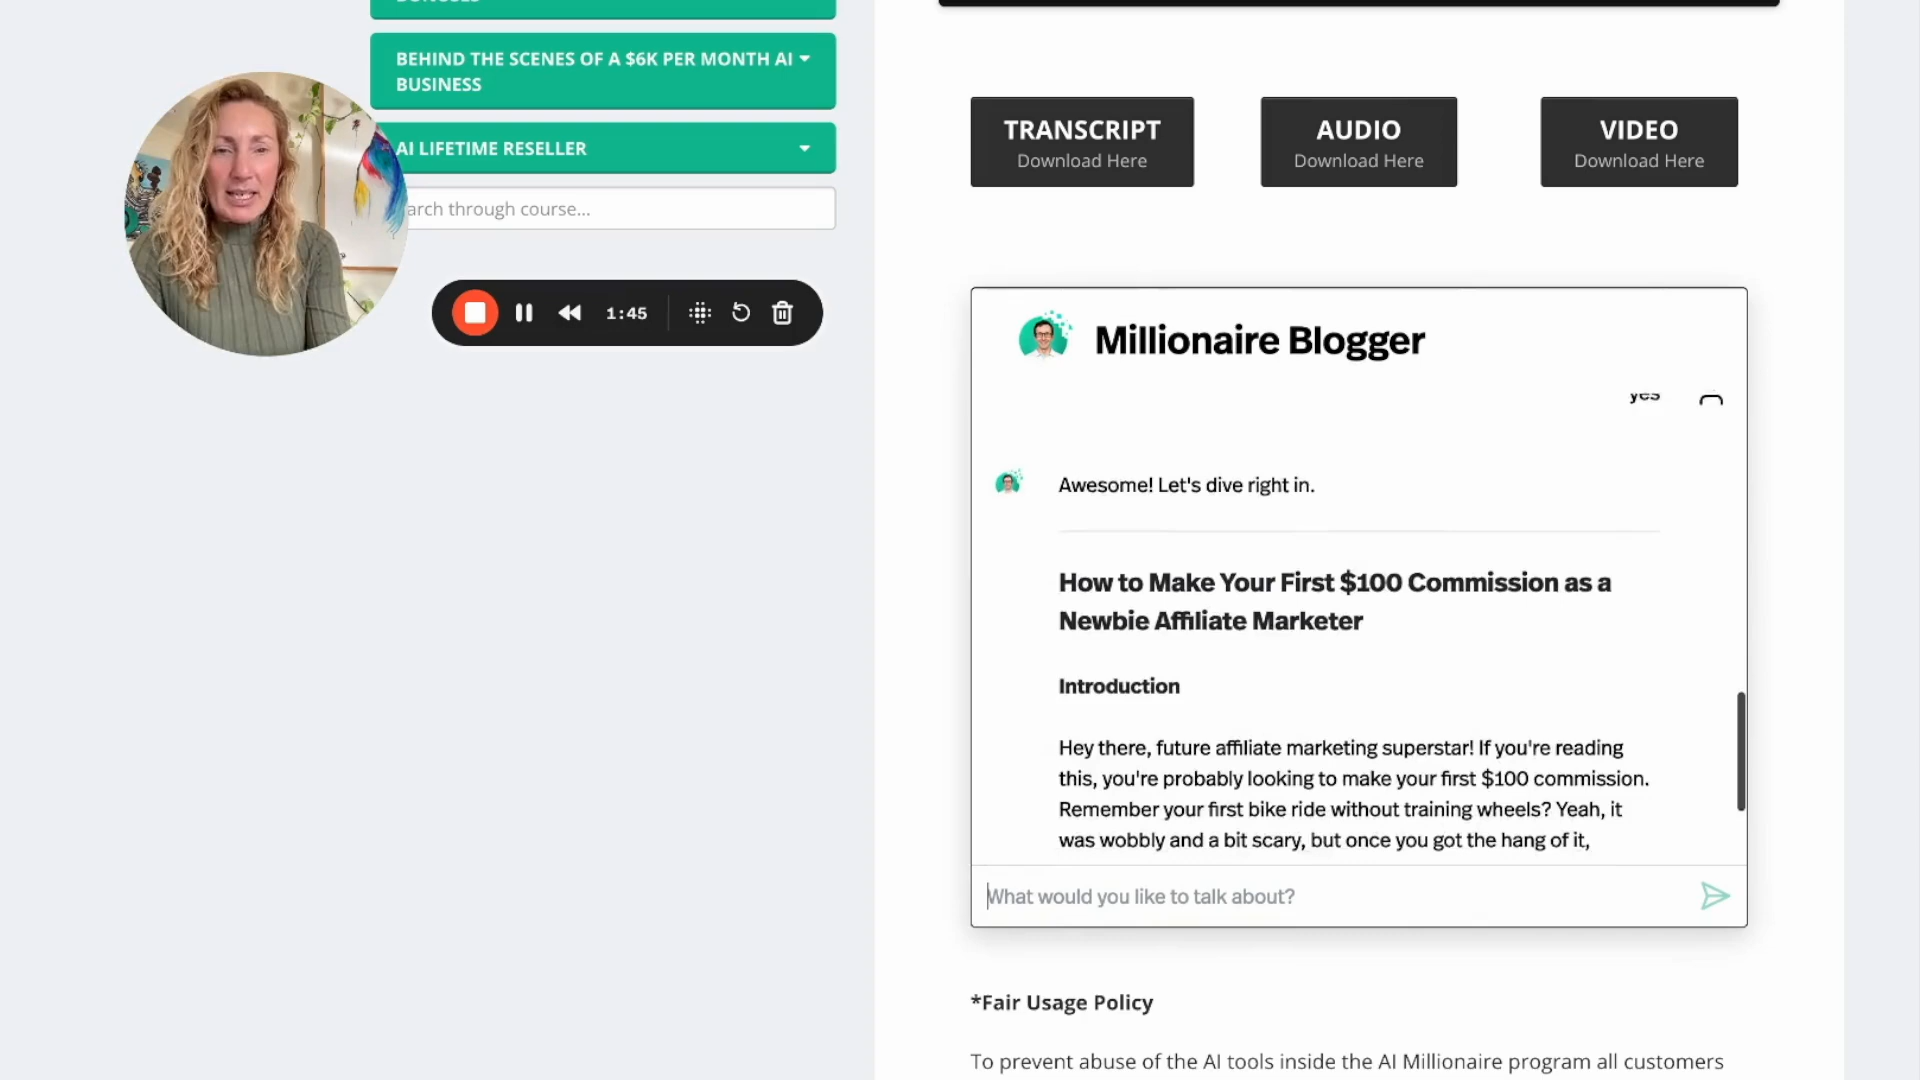 BEHIND THE SCENES OF A $6K PER MONTH AI
BUSINESS
AI LIFETIME RESELLER
arch through course...
1:45
TRANSCRIPT
Download Here
AUDIO
Download Here
VIDEO
Download Here
Millionaire Blogger
yes
Awesome! Let's dive right in.
How to Make Your First $100 Commission as a
Newbie Affiliate Marketer
Introduction
Hey there, future affiliate marketing superstar! If you're reading
this, you're probably looking to make your first $100 commission.
Remember your first bike ride without training wheels? Yeah, it
was wobbly and a bit scary, but once you got the hang of it,
What would you like to talk about?
*Fair Usage Policy
To prevent abuse of the AI tools inside the AI Millionaire program all customers